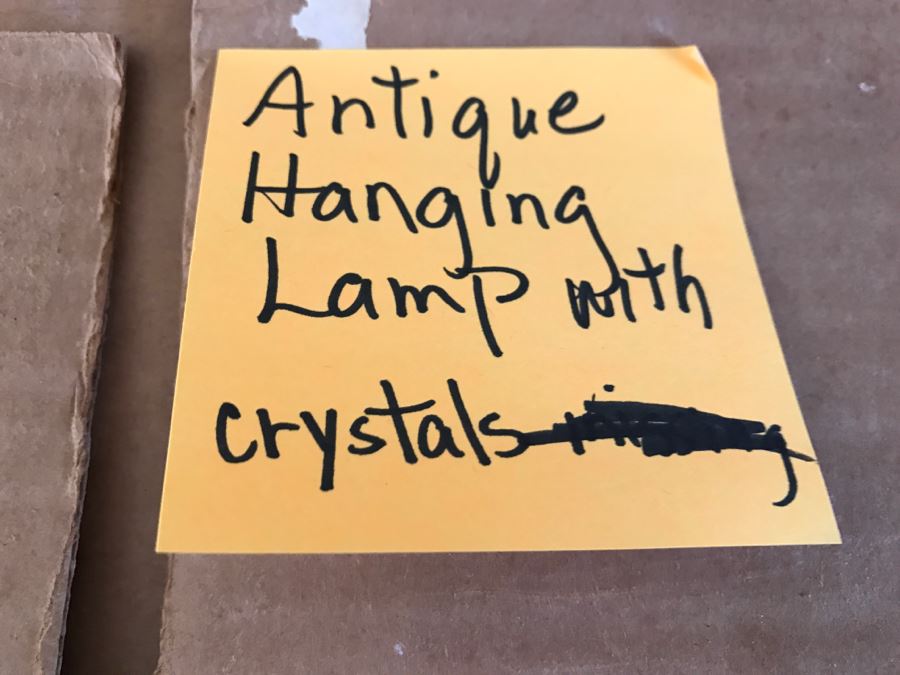 Antique
Hanging
Lamp with
crystals